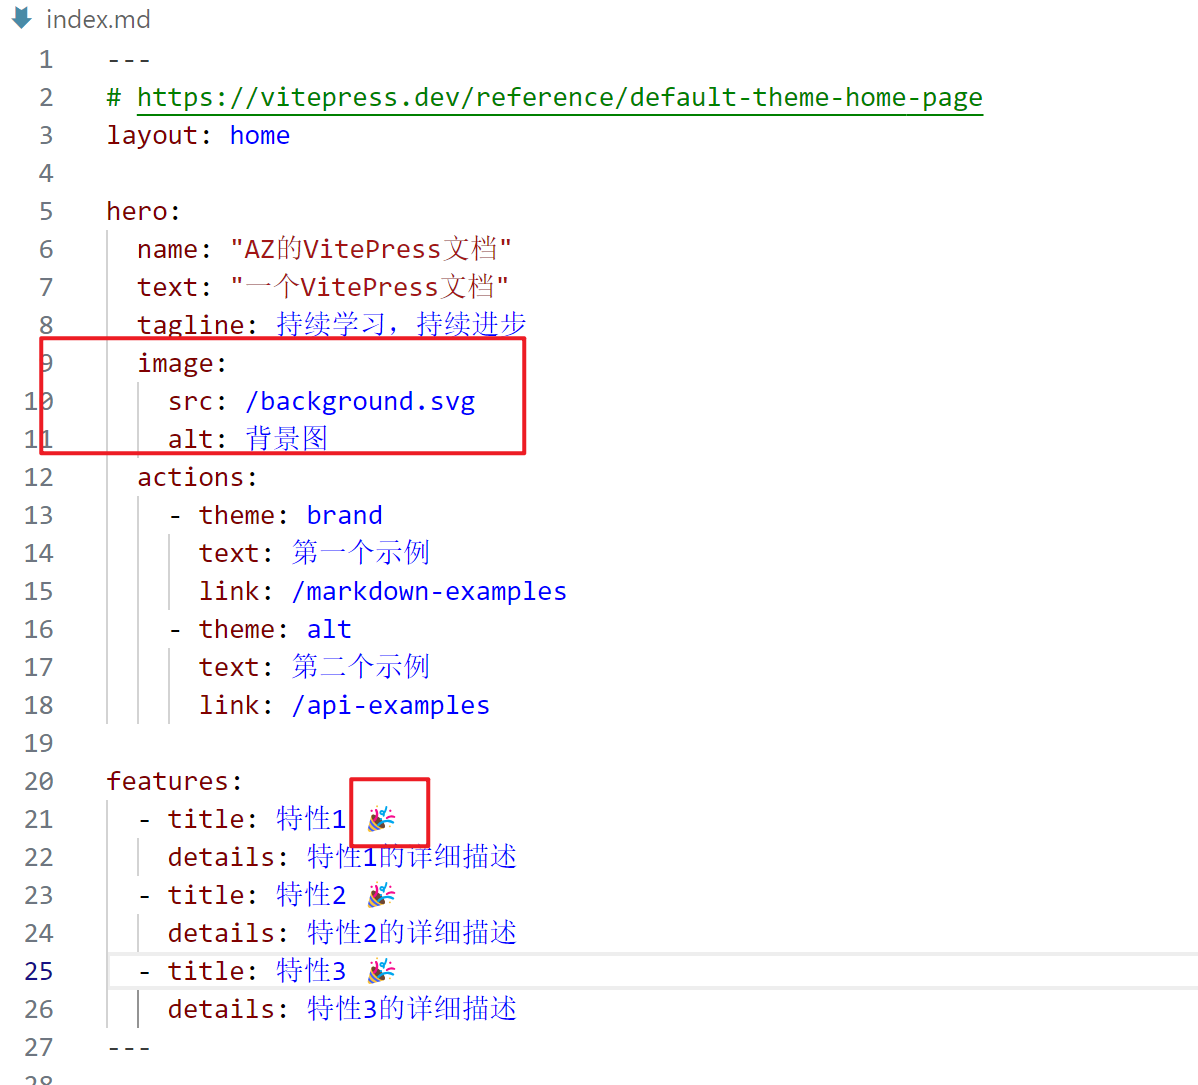 index.md
1 ---
2 # https://vitepress.dev/reference/default-theme-home-page
3 layout: home
4
5 hero:
6   name: "AZ的VitePress文档"
7   text: "一个VitePress文档"
8   tagline: 持续学习，持续进步
9   image:
10     src: /background.svg
11     alt: 背景图
12   actions:
13     - theme: brand
14       text: 第一个示例
15       link: /markdown-examples
16     - theme: alt
17       text: 第二个示例
18       link: /api-examples
19
20 features:
21   - title: 特性1 🎉
22     details: 特性1的详细描述
23   - title: 特性2 🎉
24     details: 特性2的详细描述
25   - title: 特性3 🎉
26     details: 特性3的详细描述
27 ---
28